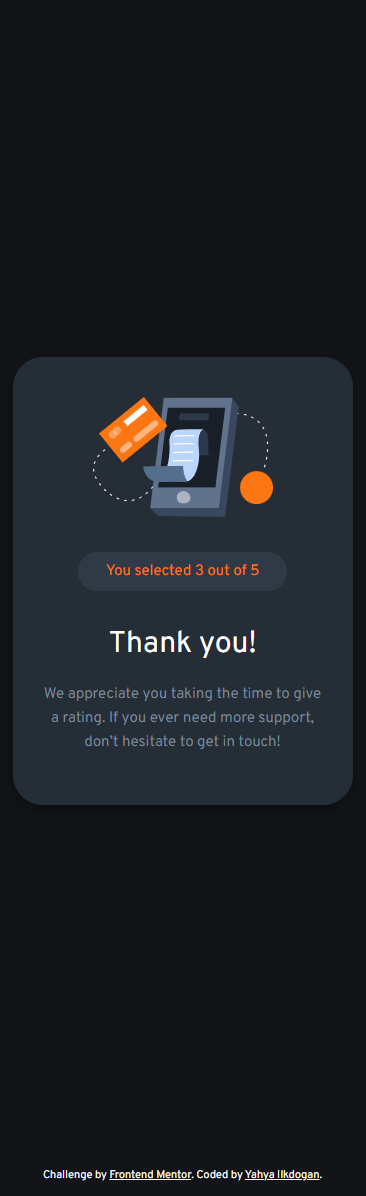 You selected 3 out of 5
Thank you!
We appreciate you taking the time to give
a rating. If you ever need more support,
don't hesitate to get in touch!
Challenge by Frontend Mentor. Coded by Yahya Ilkdogan.